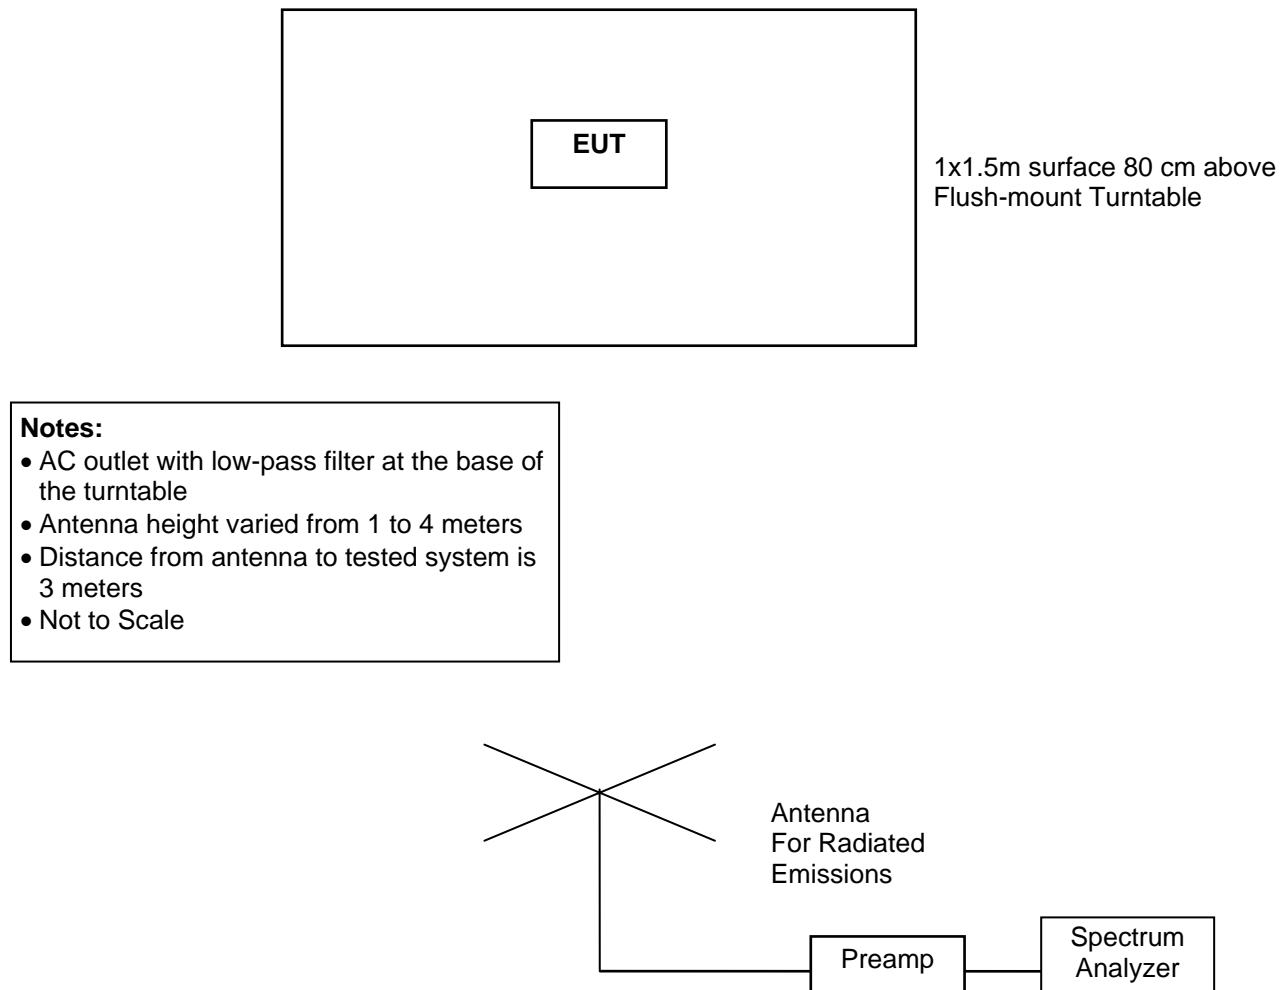 EUT
1x1.5m surface 80 cm above
Flush-mount Turntable
Notes:
• AC outlet with low-pass filter at the base of
the turntable
• Antenna height varied from 1 to 4 meters
• Distance from antenna to tested system is
3 meters
• Not to Scale
Antenna
For Radiated
Emissions
Preamp
Spectrum
Analyzer